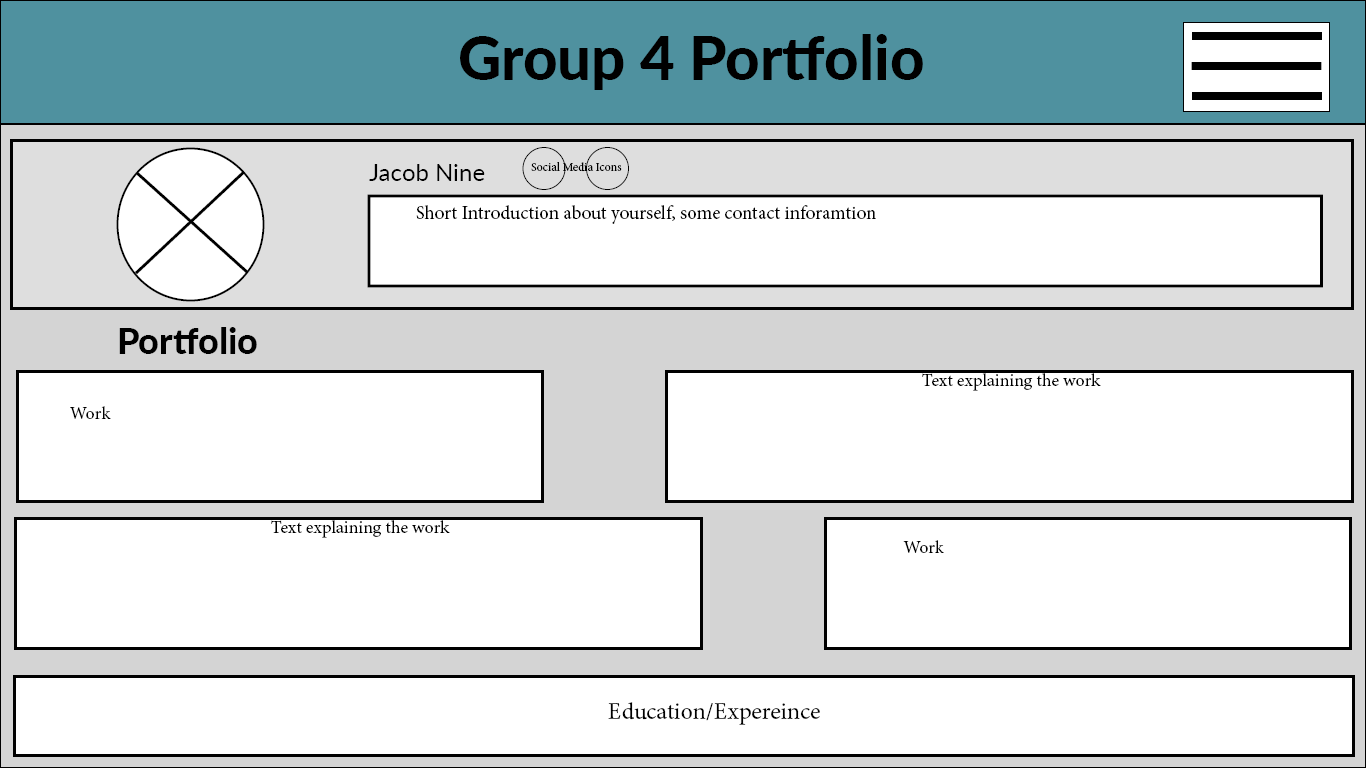 Group 4 Portfolio
Jacob Nine
Social Media Icons
Short Introduction about yourself, some contact inforamtion
Portfolio
Work
Text explaining the work
Text explaining the work
Work
Education/Expereince